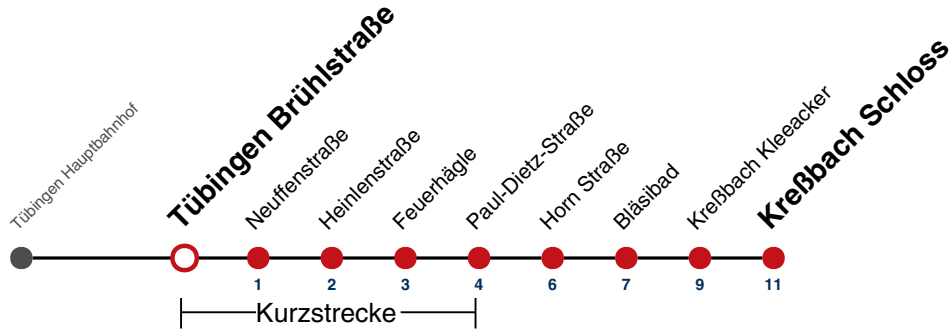 Tübingen Hauptbahnhof
Tübingen Brühlstraße
Neuffenstraße
Heinlenstraße
Feuerhägle
Paul-Dietz-Straße
Horn Straße
Bläsibad
Kreßbach Kleeacker
Kreßbach Schloss
1 2 3 4 6 7 9 11
Kurzstrecke